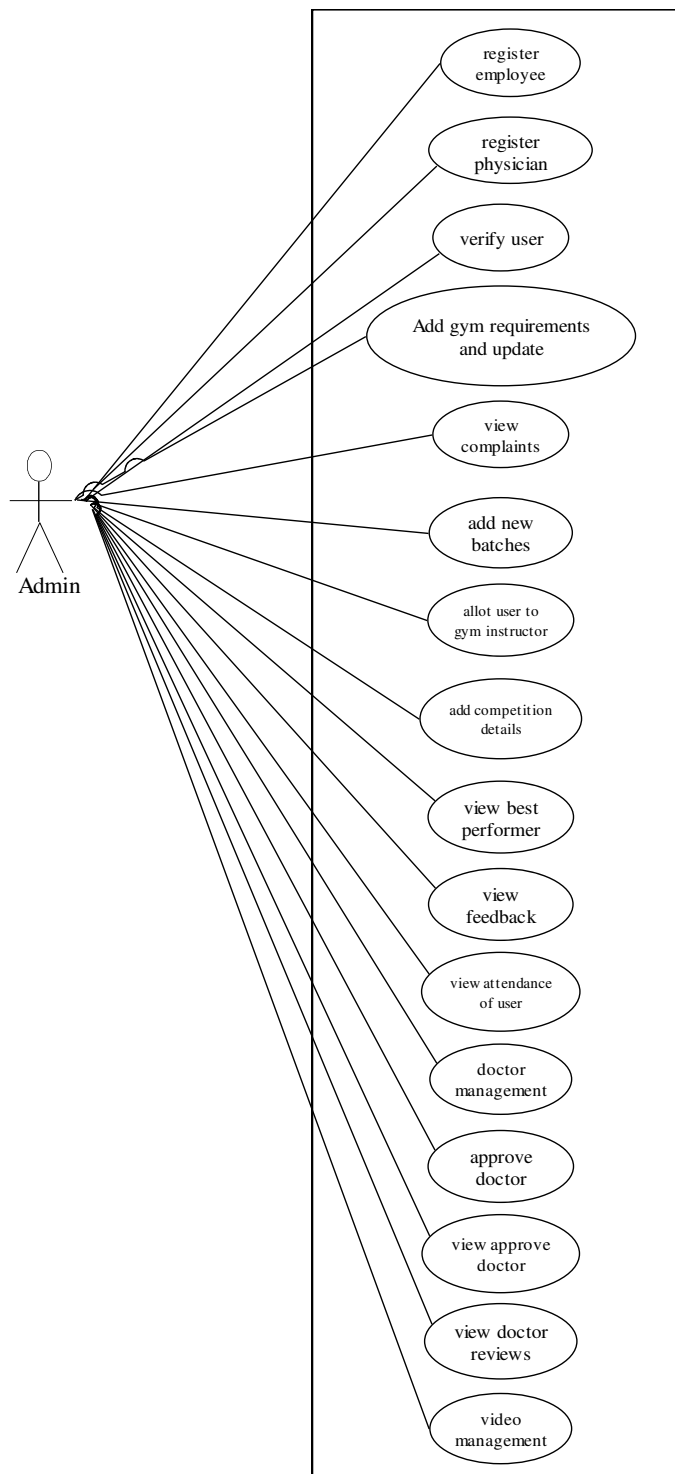 register
employee
register
physician
verify user
Add gym requirements
and update
view
complaints
Admin
add new
batches
allot user to
gym instructor
add competition
details
view best
performer
view
feedback
view attendance
of user
doctor
management
approve
doctor
view approve
doctor
view doctor
reviews
video
management